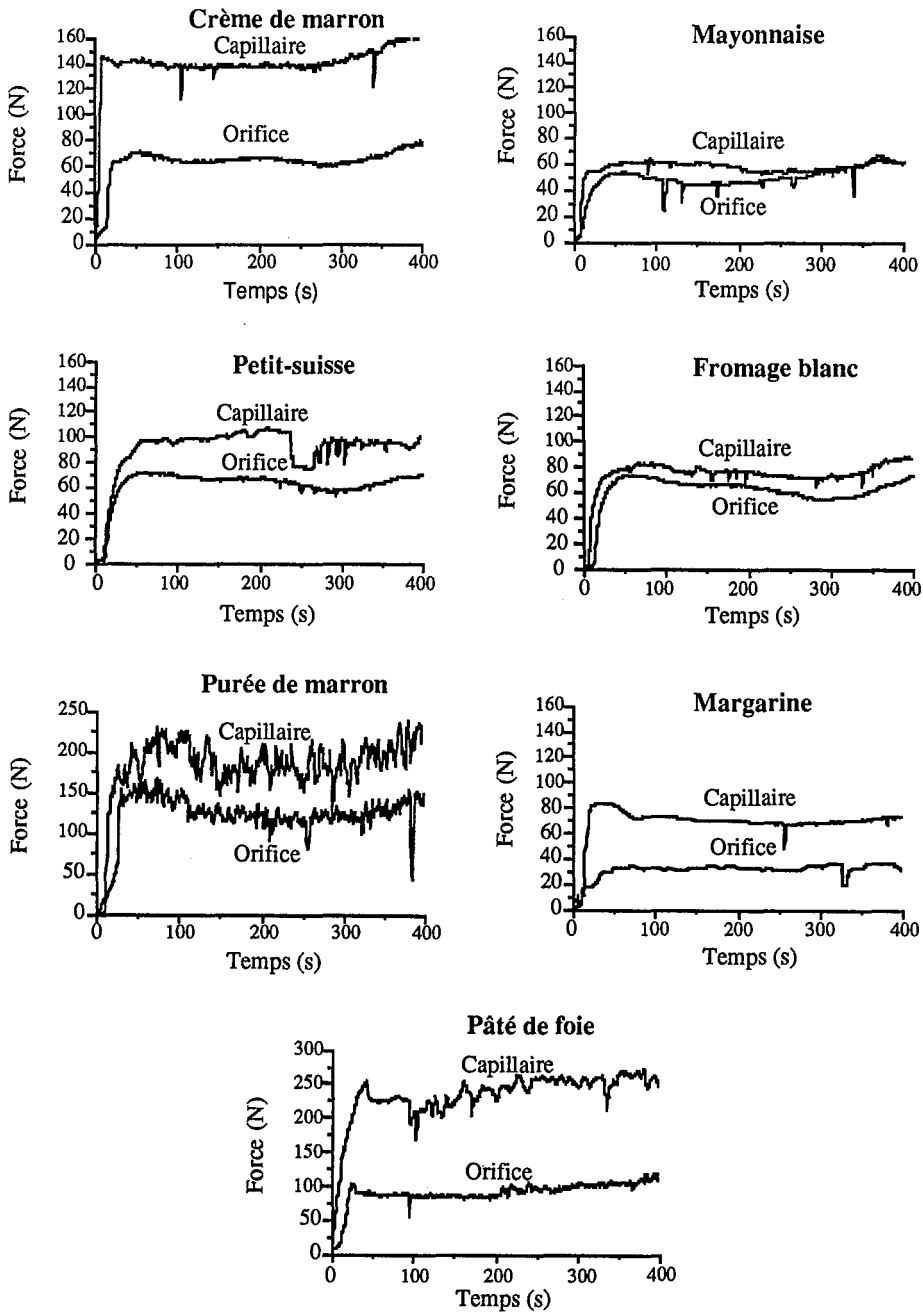 Crème de marron
Force (N)
160
140
120
100
80
60
40
20
0
Capillaire
Orifice
0 100 200 300 400
Temps (s)
Mayonnaise
Force (N)
160
140
120
100
80
60
40
20
0
Capillaire
Orifice
0 100 200 300 400
Temps (s)
Petit-suisse
Force (N)
160
140
120
100
80
60
40
20
0
Capillaire
Orifice
0 100 200 300 400
Temps (s)
Fromage blanc
Force (N)
160
140
120
100
80
60
40
20
0
Capillaire
Orifice
0 100 200 300 400
Temps (s)
Purée de marron
Force (N)
250
200
150
100
50
0
Capillaire
Orifice
0 100 200 300 400
Temps (s)
Margarine
Force (N)
160
140
120
100
80
60
40
20
0
Capillaire
Orifice
0 100 200 300 400
Temps (s)
Pâté de foie
Force (N)
300
250
200
150
100
50
0
Capillaire
Orifice
0 100 200 300 400
Temps (s)